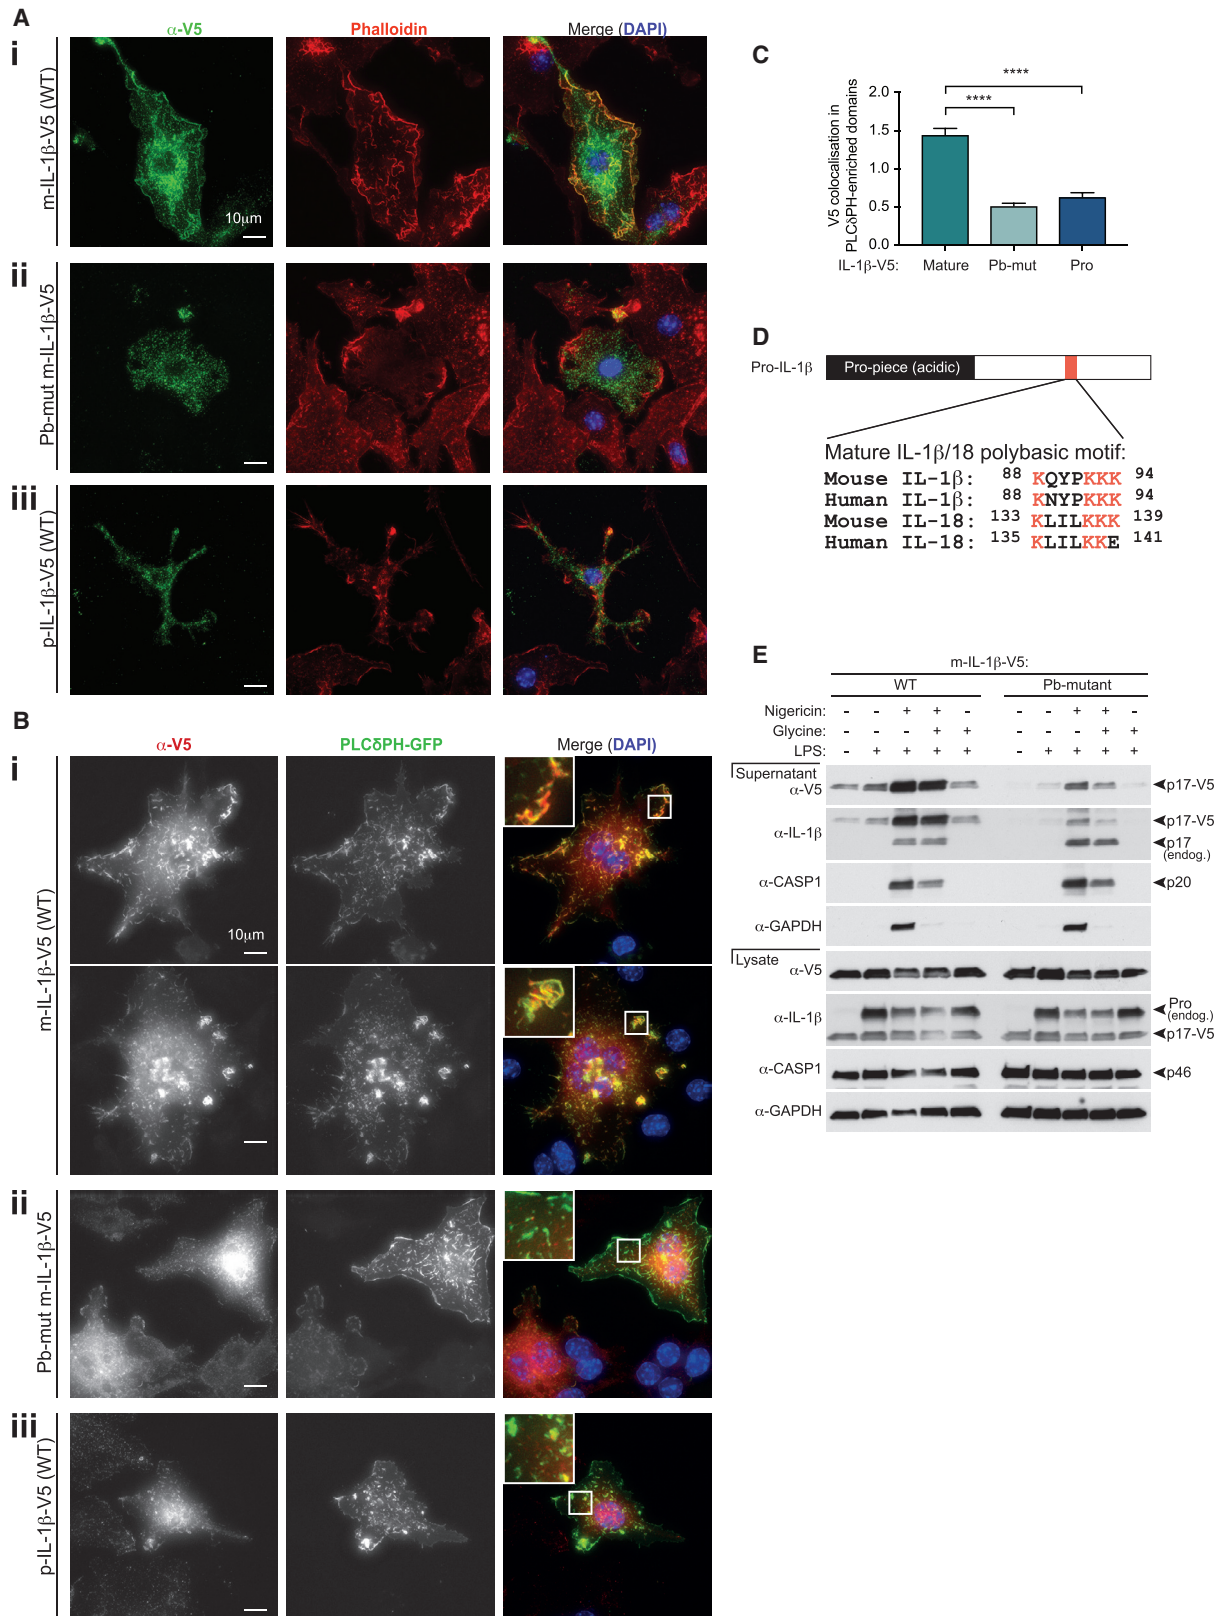 A
α-V5 Phalloidin Merge (DAPI)
i
m-IL-1β-V5 (WT)
10μm
ii
Pb-mut m-IL-1β-V5
iii
p-IL-1β-V5 (WT)
B
α-V5 PLCδPH-GFP Merge (DAPI)
i
m-IL-1β-V5 (WT)
10μm
ii
Pb-mut m-IL-1β-V5
iii
p-IL-1β-V5 (WT)
C
V5 colocalisation in
PLCδPH-enriched domains
****
****
2.0
1.5
1.0
0.5
0.0
IL-1β-V5: Mature Pb-mut Pro
D
Pro-IL-1β Pro-piece (acidic)
Mature IL-1β/18 polybasic motif:
Mouse IL-1β: 88 KQYPKKK 94
Human IL-1β: 88 KNYPKKK 94
Mouse IL-18: 133 KLILKKK 139
Human IL-18: 135 KLILKKE 141
E
m-IL-1β-V5:
WT Pb-mutant
Nigericin: - - + + - - - + + -
Glycine: - - - + + - - - + +
LPS: - + + + + - + + + +
Supernatant
α-V5 p17-V5
α-IL-1β p17-V5
p17
(endog.)
α-CASP1 p20
α-GAPDH
Lysate
α-V5
α-IL-1β Pro
(endog.)
p17-V5
α-CASP1 p46
α-GAPDH